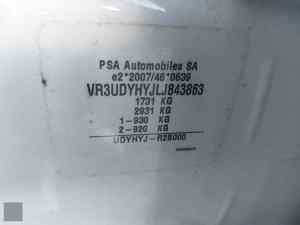 PSA Automobiles SA
e2*2007/46*0639
VR3UDYHYJLJ843863
1731 KG
2931 KG
1-930 KG
2-920 KG
UDYHYJ-R2B000